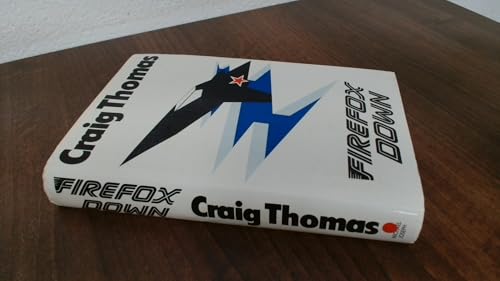 Craig Thomas
FIREFOX
DOWN
FIREFOX
DOWN
Craig Thomas